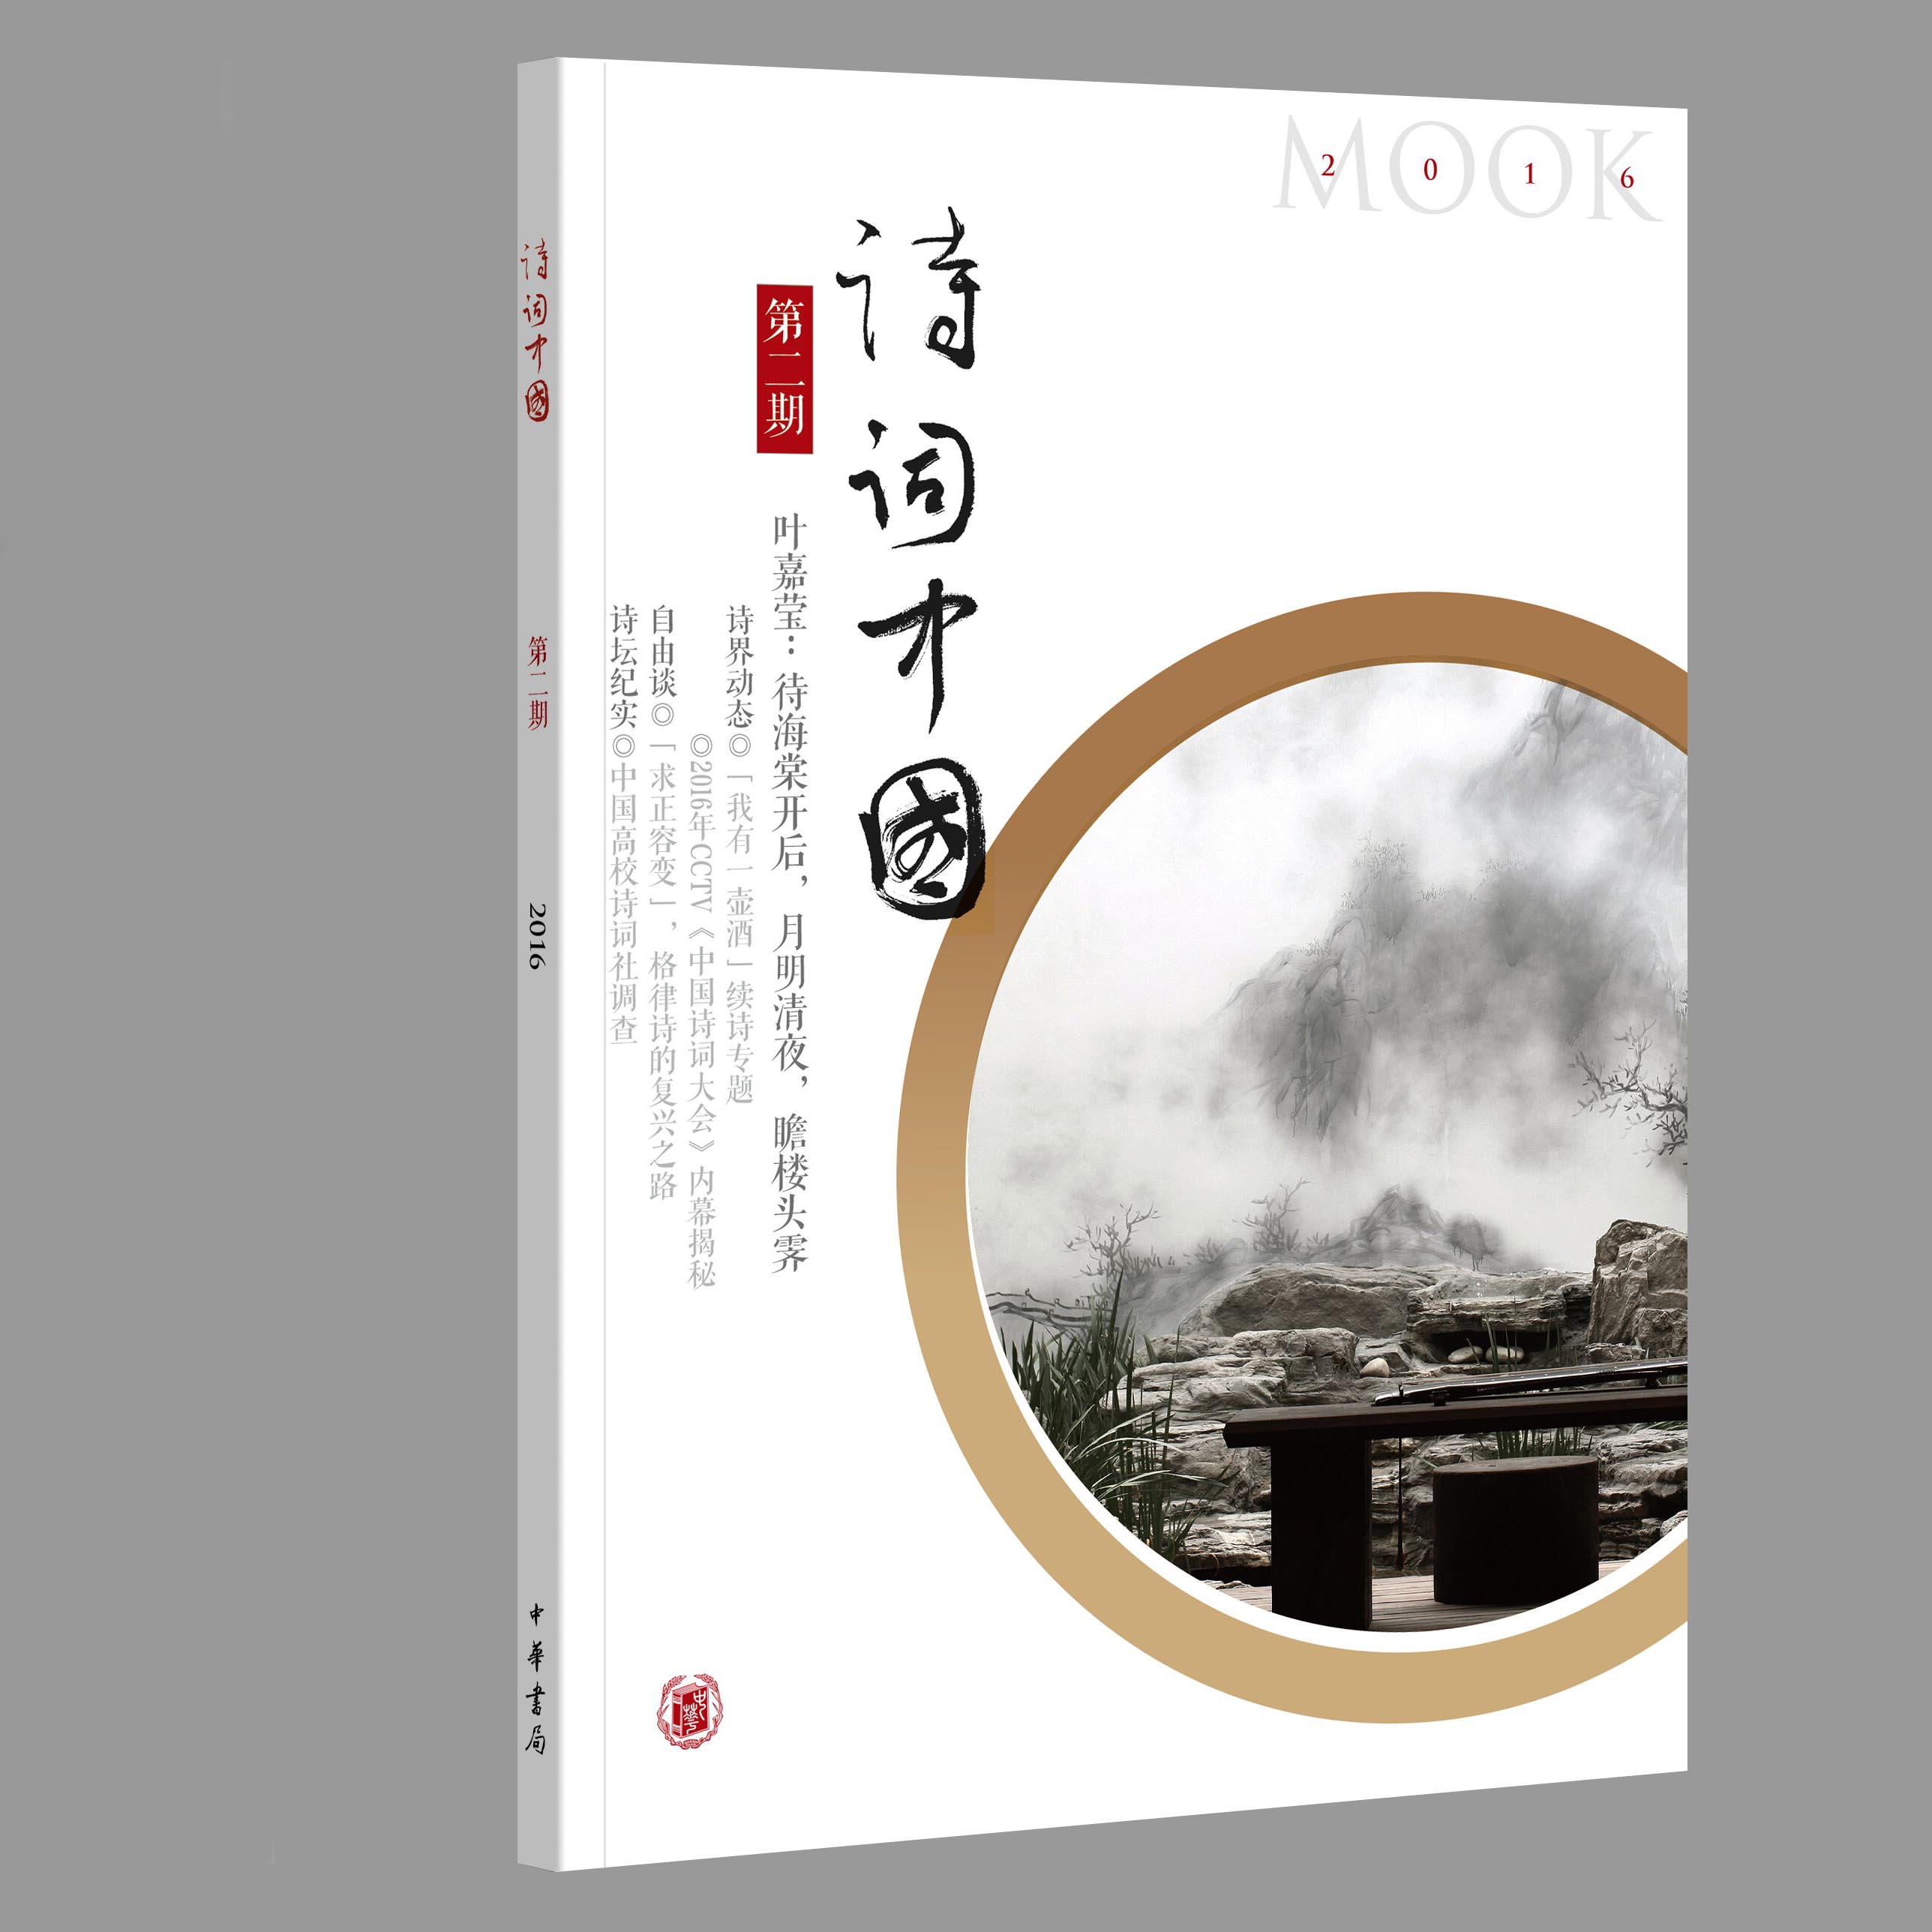 MOOK
2016
诗词中國
第二期
叶嘉莹：待海棠开后，月明清夜，瞻楼头霁
诗界动态◎「我有一壶酒」续诗专题
◎2016年CCTV《中国诗词大会》内幕揭秘
自由谈◎「求正容变」，格律诗的复兴之路
诗坛纪实◎中国高校诗词社调查
中華
诗词中國
第二期
2016
中華書局